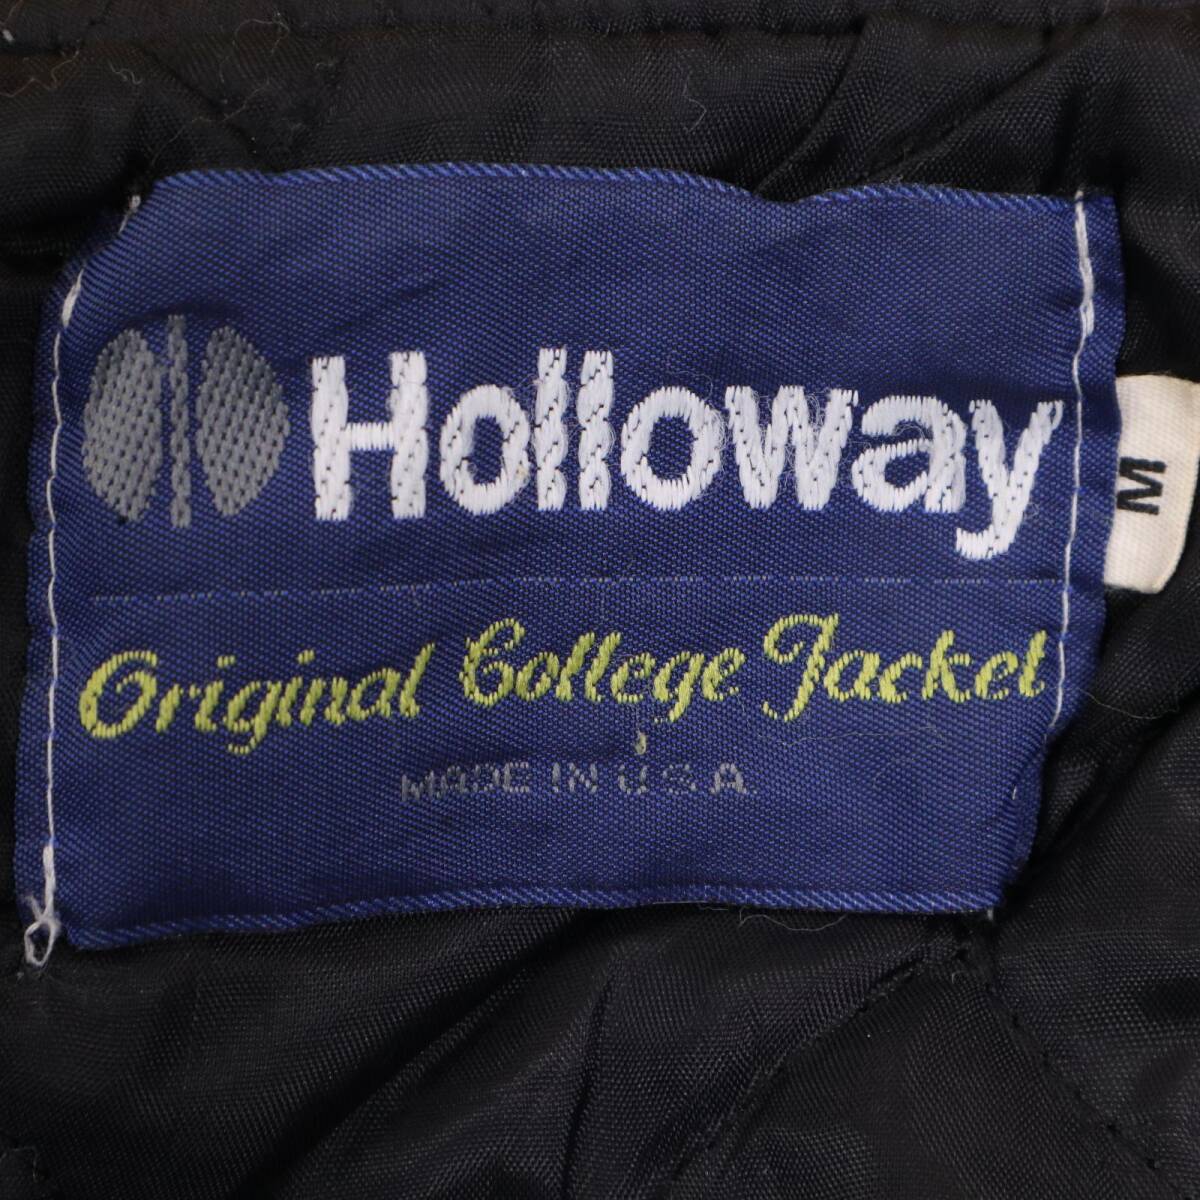 Holloway
Original College Jacket
MADE IN U.S.A.
M